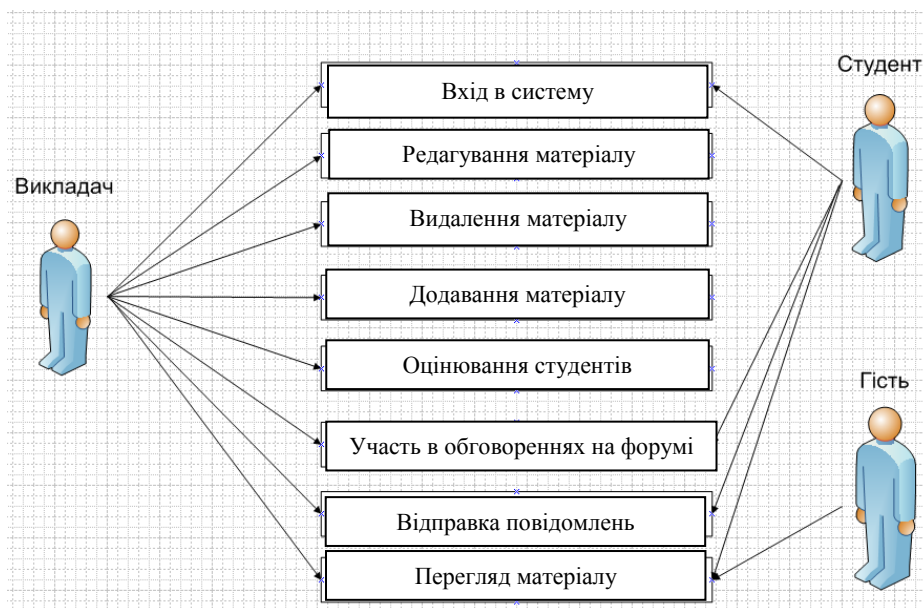 Студент
Вхід в систему
Редагування матеріалу
Викладач
Видалення матеріалу
Додавання матеріалу
Оцінювання студентів
Гість
Участь в обговореннях на форумі
Відправка повідомлень
Перегляд матеріалу